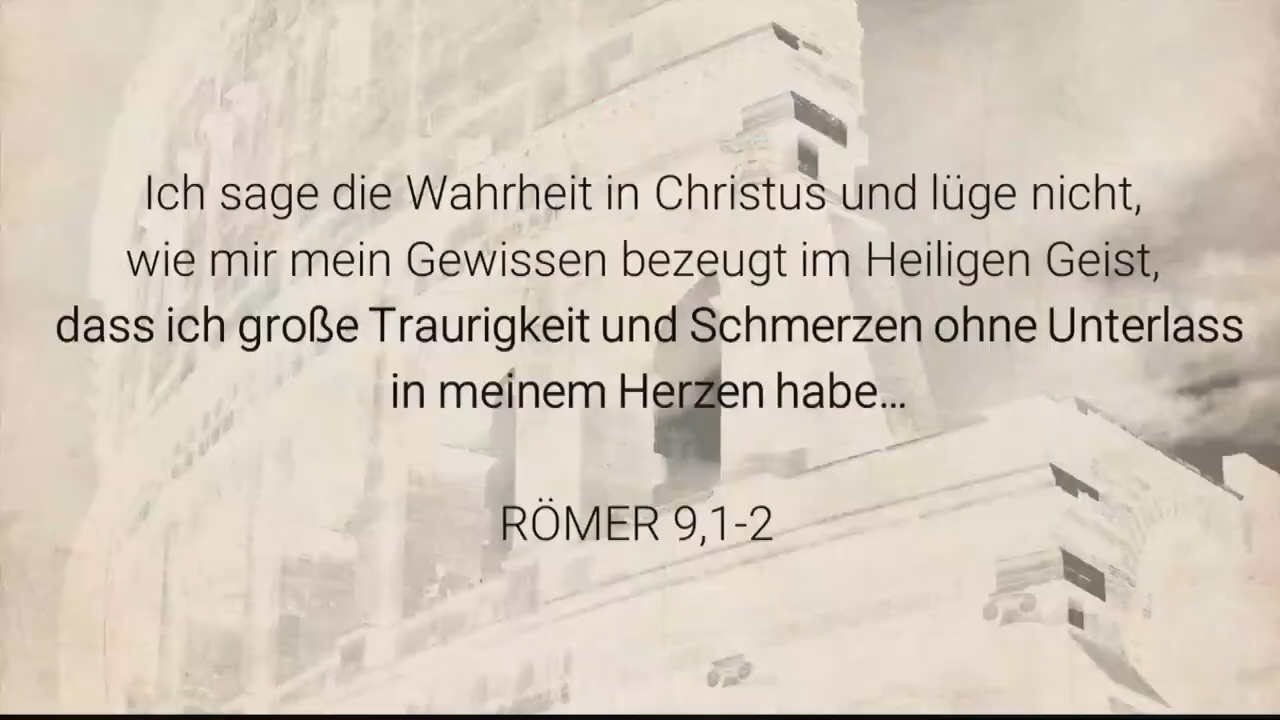 Ich sage die Wahrheit in Christus und lüge nicht,
wie mir mein Gewissen bezeugt im Heiligen Geist,
dass ich große Traurigkeit und Schmerzen ohne Unterlass
in meinem Herzen habe…
RÖMER 9,1-2